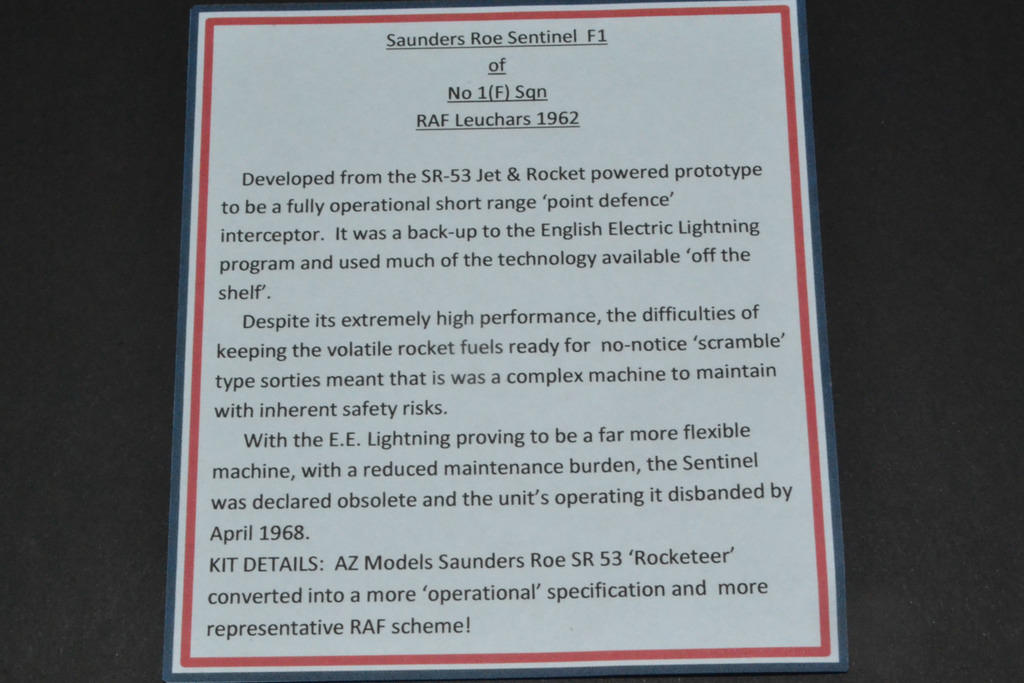 Saunders Roe Sentinel  F1
of
No 1(F) Sqn
RAF Leuchars 1962
Developed from the SR-53 Jet & Rocket powered prototype
to be a fully operational short range ‘point defence’
interceptor.  It was a back-up to the English Electric Lightning
program and used much of the technology available ‘off the
shelf’.
Despite its extremely high performance, the difficulties of
keeping the volatile rocket fuels ready for  no-notice ‘scramble’
type sorties meant that is was a complex machine to maintain
with inherent safety risks.
With the E.E. Lightning proving to be a far more flexible
machine, with a reduced maintenance burden, the Sentinel
was declared obsolete and the unit’s operating it disbanded by
April 1968.
KIT DETAILS:  AZ Models Saunders Roe SR 53 ‘Rocketeer’
converted into a more ‘operational’ specification and  more
representative RAF scheme!